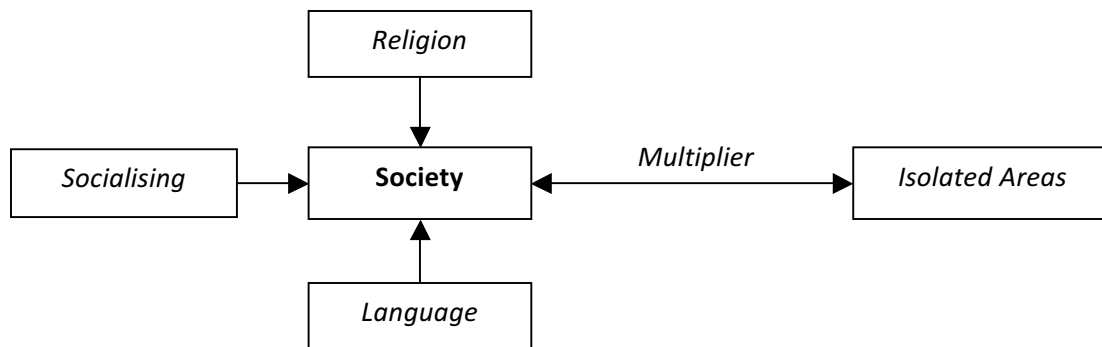 Religion
Multiplier
Socialising
Society
Isolated Areas
Language